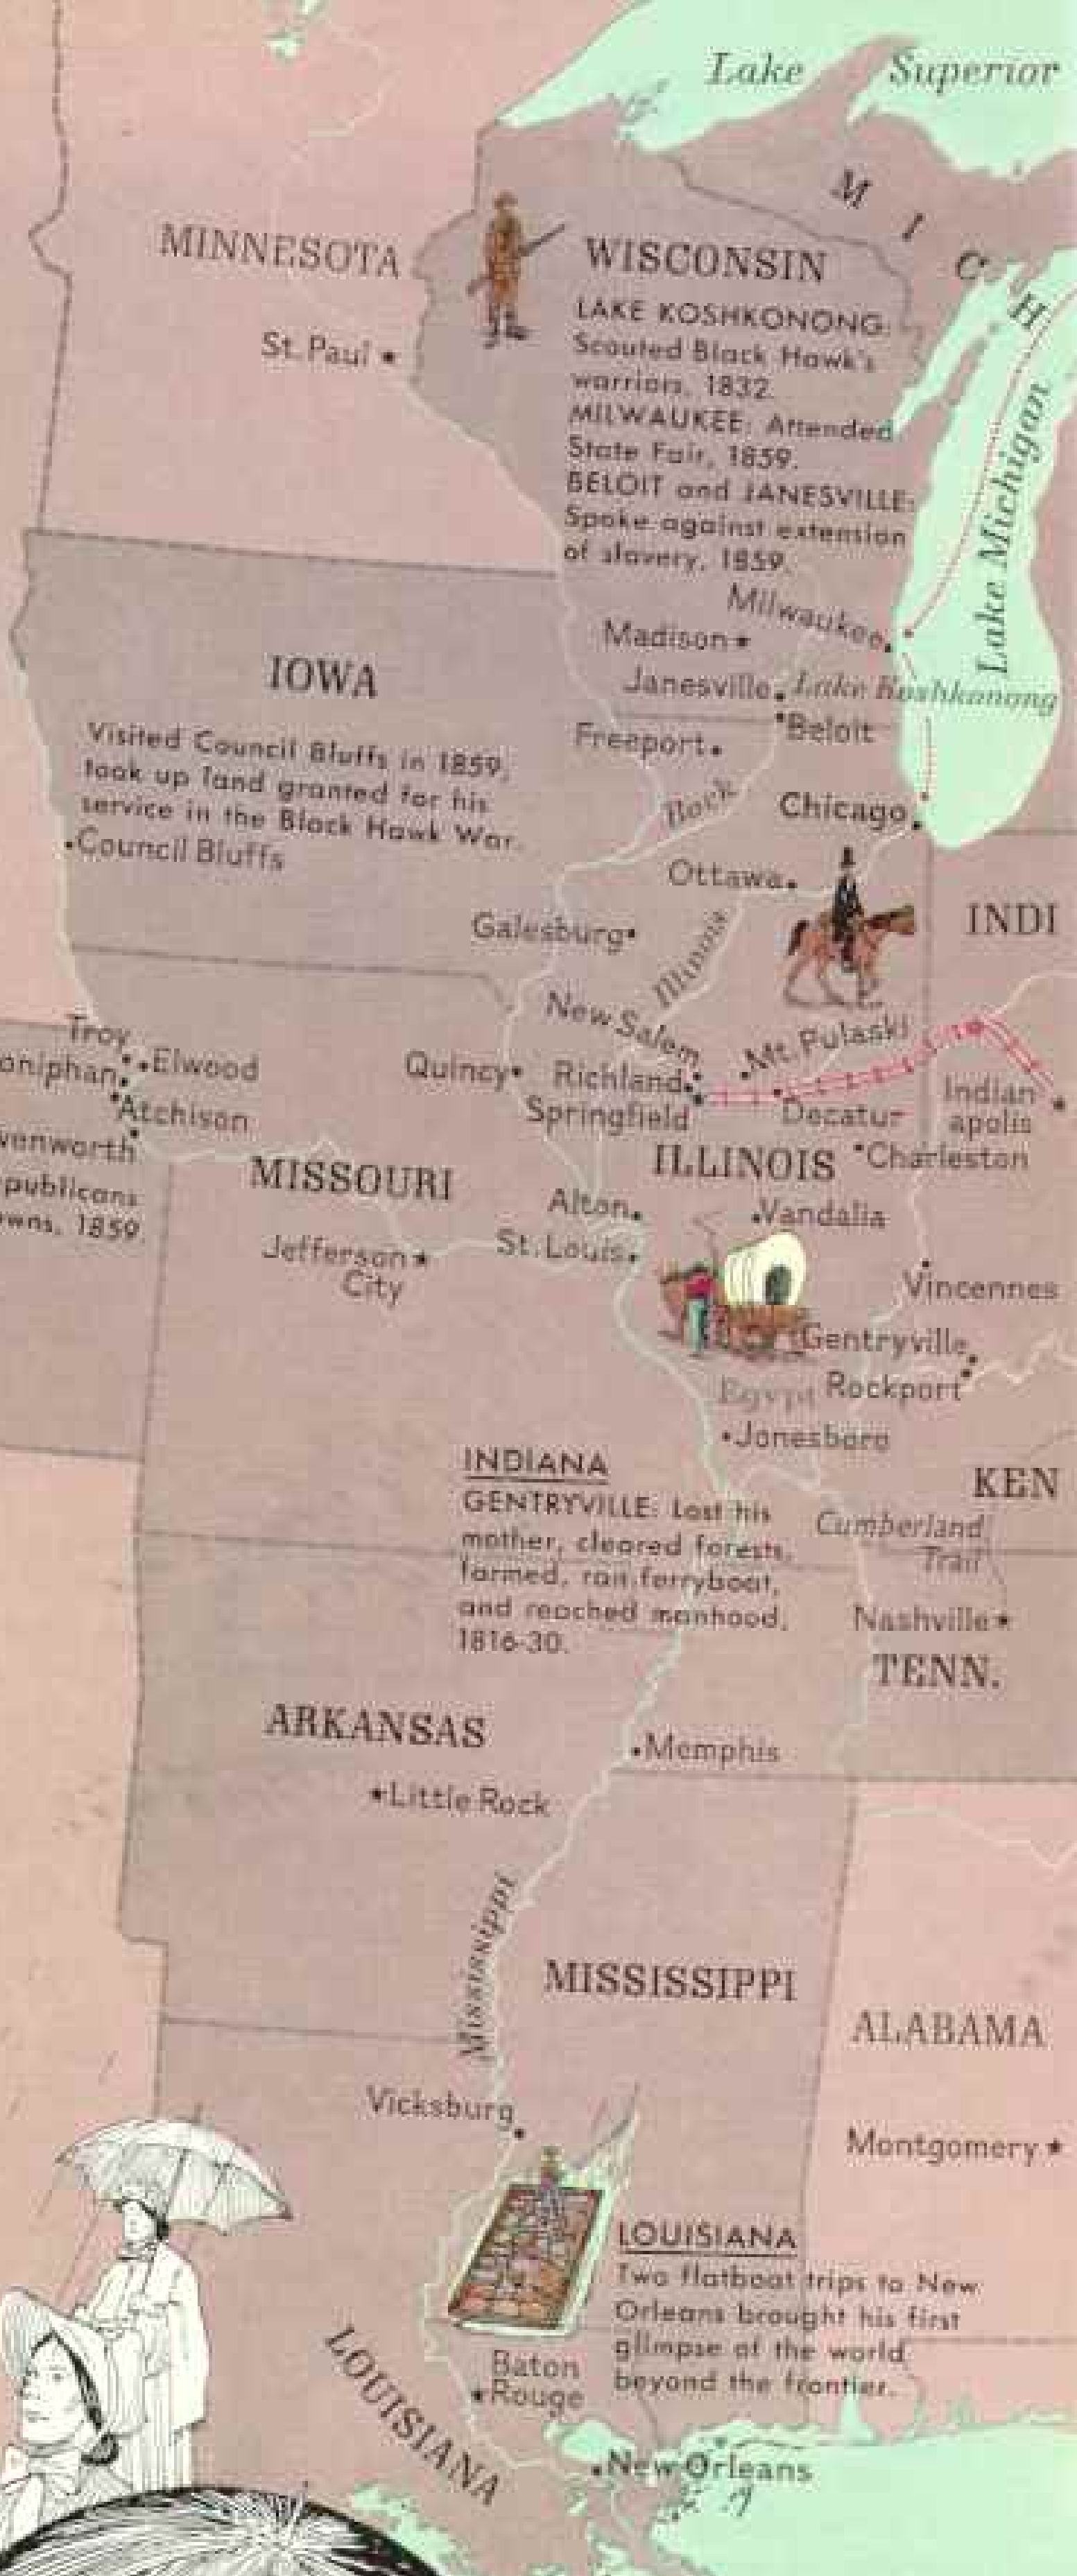 Lake Superior
MICH
MINNESOTA
WISCONSIN
LAKE KOSHKONONG:
Scouted Black Hawk's
warriors, 1832.
MILWAUKEE: Attended
State Fair, 1859.
BELOIT and JANESVILLE:
Spoke against extension
of slavery, 1859.
St. Paul
Lake Michigan
Milwaukee
Madison
Janesville
Lake Koshkonong
Beloit
Freeport
IOWA
Visited Council Bluffs in 1859,
took up land granted for his
service in the Black Hawk War.
Council Bluffs
Rock
Chicago
Ottawa
INDI
Galesburg
Illinois
New Salem
Mt. Pulaski
Troy
Elwood
oniphan
Atchison
venworth
publicans
wns, 1859.
Quincy
Richland
Springfield
Decatur
Indian
apolis
MISSOURI
ILLINOIS
Charleston
Alton
Vandalia
St. Louis
Jefferson
City
Vincennes
Gentryville
Egypt
Rockport
Jonesboro
INDIANA
GENTRYVILLE: Lost his
mother, cleared forests,
farmed, ran ferryboat,
and reached manhood,
1816-30.
KEN
Cumberland
Trail
Nashville
TENN.
ARKANSAS
Memphis
Little Rock
Mississippi
MISSISSIPPI
ALABAMA
Vicksburg
Montgomery
LOUISIANA
Two flatboat trips to New
Orleans brought his first
glimpse of the world
beyond the frontier.
LOUISIANA
Baton
Rouge
New Orleans